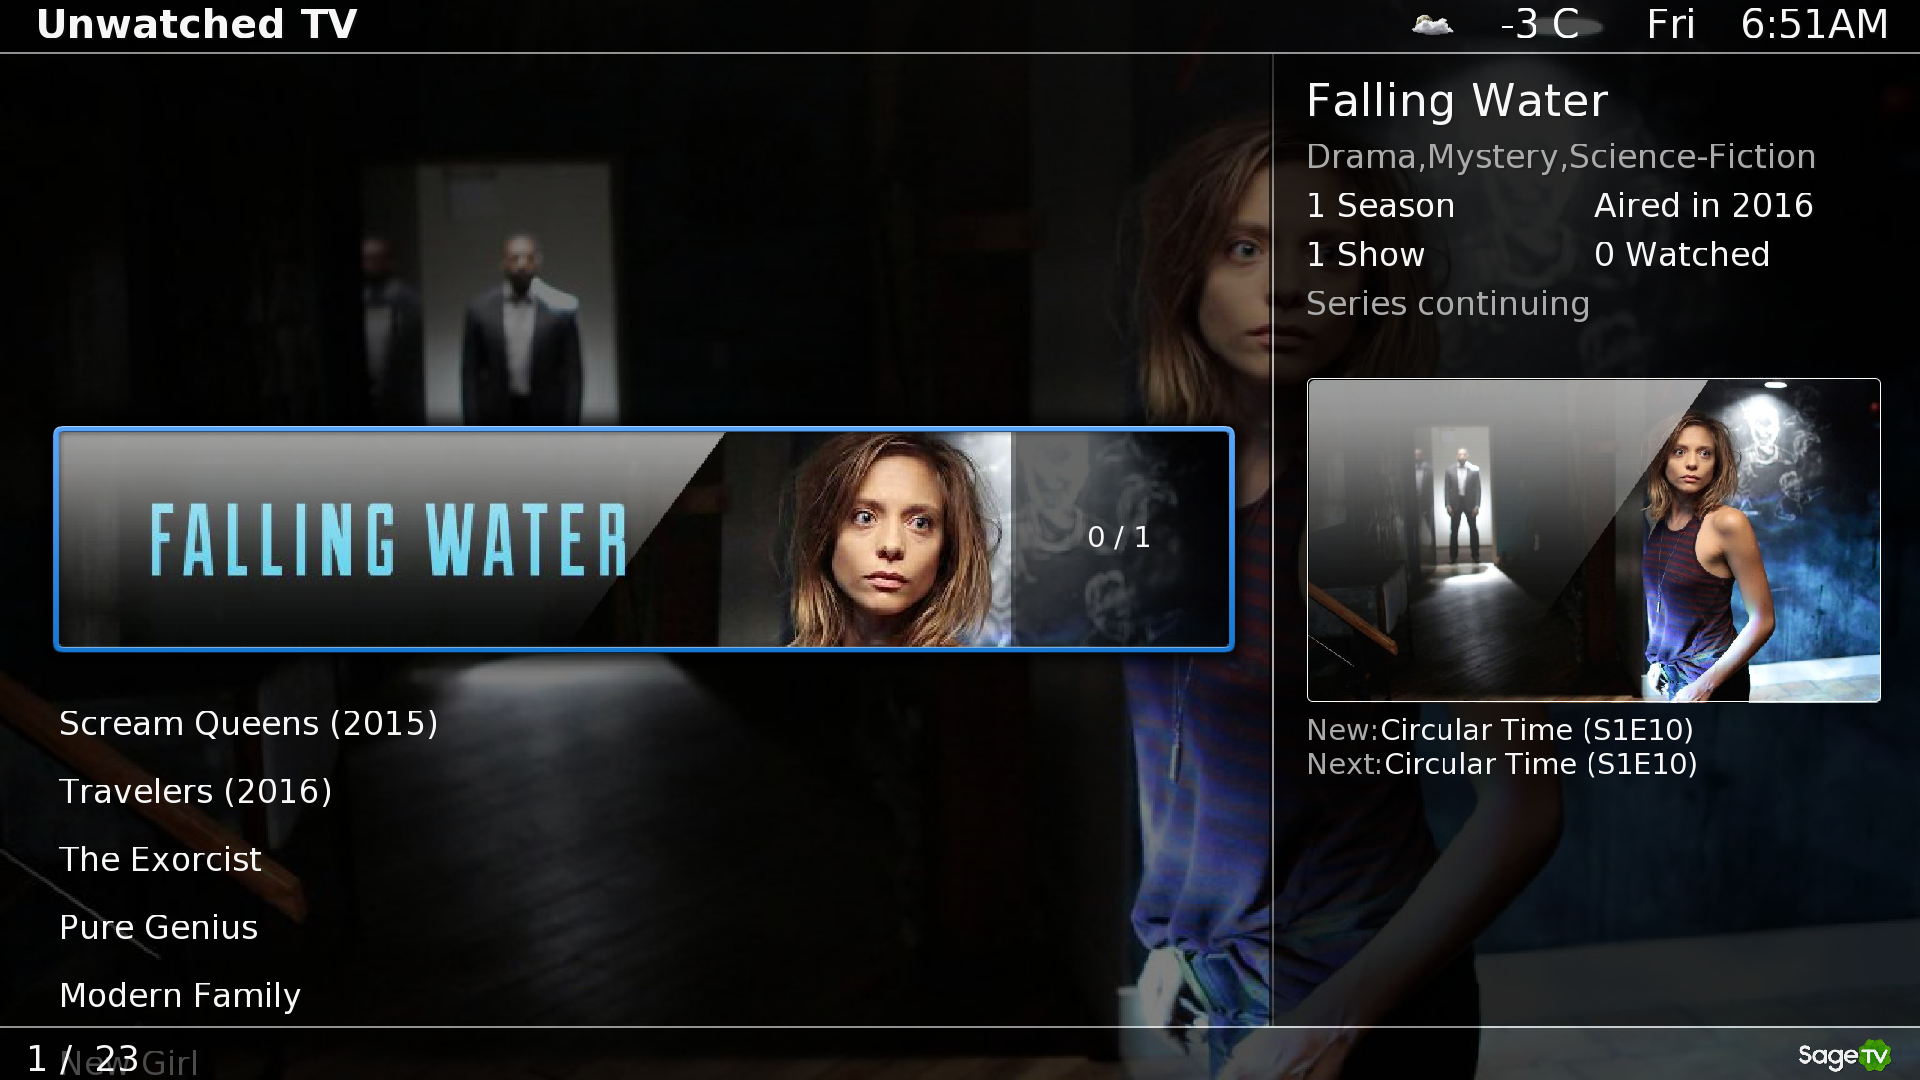 Unwatched TV
-3 C Fri 6:51AM
FALLING WATER
0 / 1
Scream Queens (2015)
Travelers (2016)
The Exorcist
Pure Genius
Modern Family
New Girl
1 / 23
Falling Water
Drama,Mystery,Science-Fiction
1 Season Aired in 2016
1 Show 0 Watched
Series continuing
New:Circular Time (S1E10)
Next:Circular Time (S1E10)
SageTV